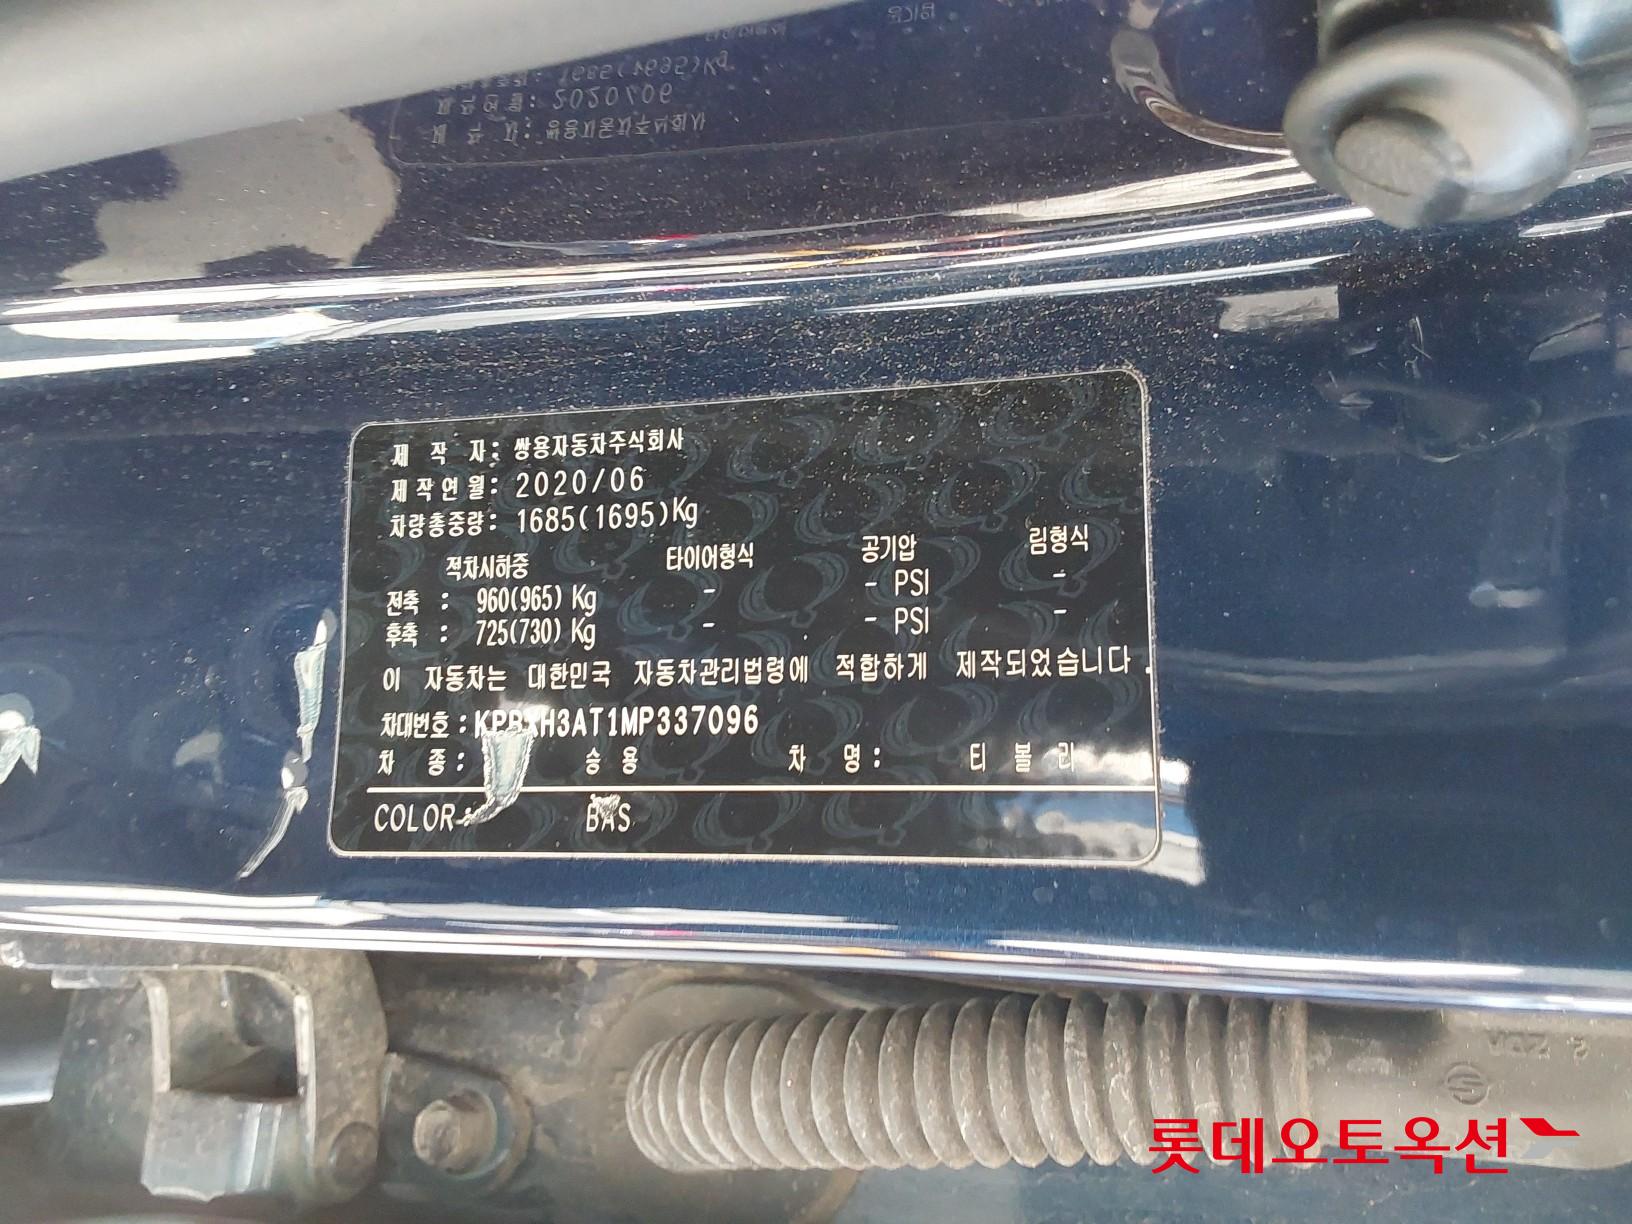 제 작 자: 쌍용자동차주식회사
제작연월: 2020/06
차량총중량: 1685(1695)Kg
적차시하중 타이어형식 공기압 림형식
전축 : 960(965) Kg - - PSI -
후축 : 725(730) Kg - - PSI -
이 자동차는 대한민국 자동차관리법령에 적합하게 제작되었습니다.
차대번호: KPBXH3AT1MP337096
차 종: 승용 차 명: 티볼리
COLOR: BAS
롯데오토옥션